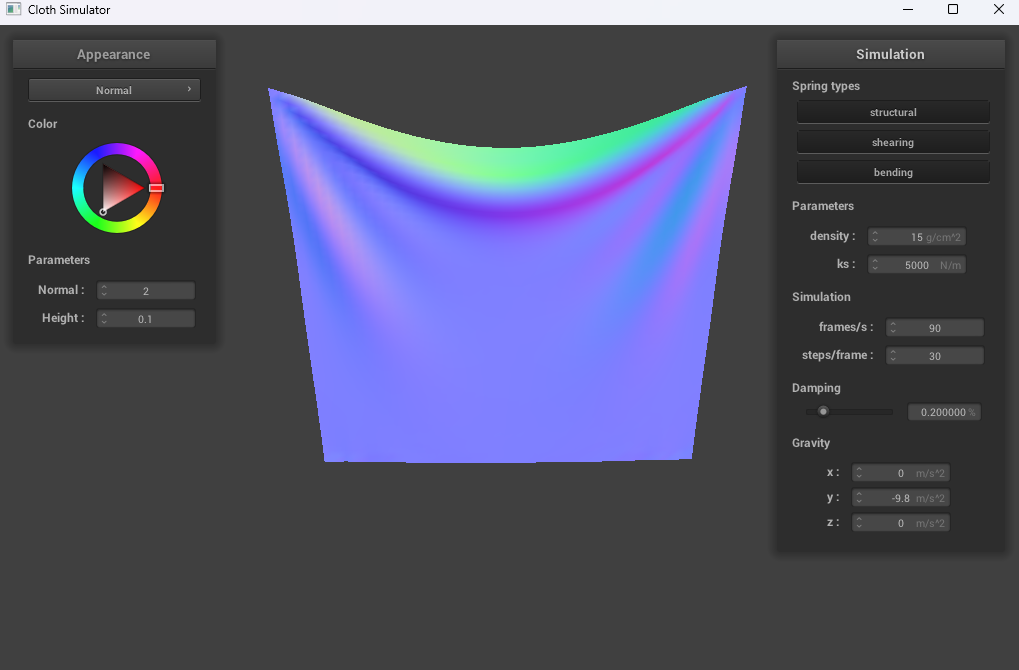 Cloth Simulator
Appearance
Normal
Color
Parameters
Normal : 2
Height : 0.1
Simulation
Spring types
structural
shearing
bending
Parameters
density : 15 g/cm^2
ks : 5000 N/m
Simulation
frames/s : 90
steps/frame : 30
Damping
0.200000 %
Gravity
x : 0 m/s^2
y : -9.8 m/s^2
z : 0 m/s^2